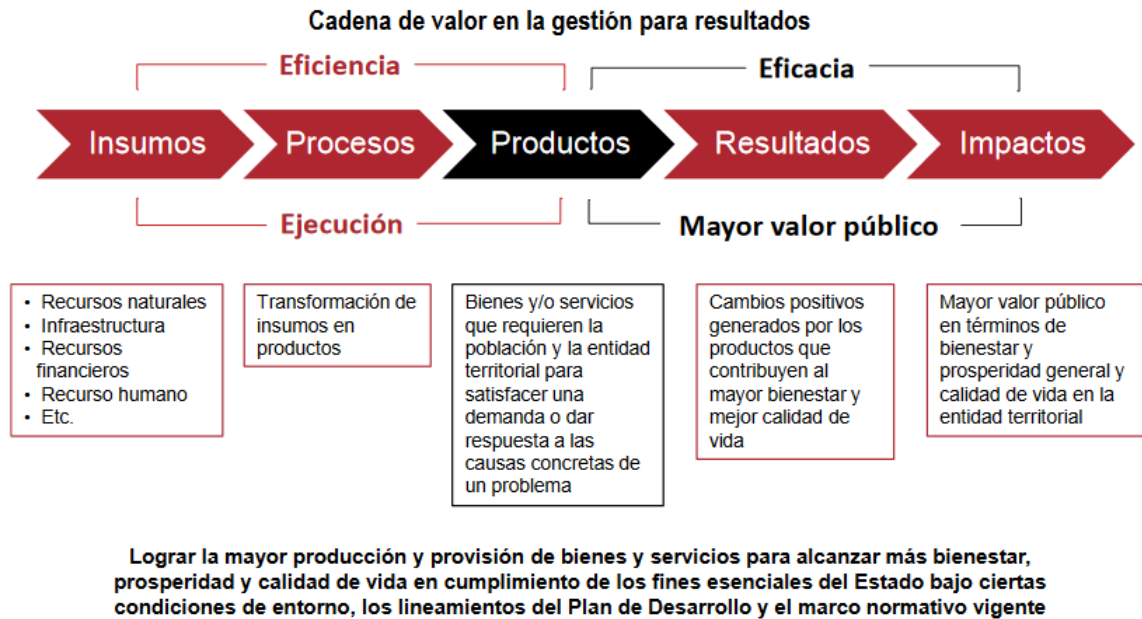 Cadena de valor en la gestión para resultados
Eficiencia
Eficacia
Insumos
Procesos
Productos
Resultados
Impactos
Ejecución
Mayor valor público
• Recursos naturales
• Infraestructura
• Recursos
financieros
• Recurso humano
• Etc.
Transformación de
insumos en
productos
Bienes y/o servicios
que requieren la
población y la entidad
territorial para
satisfacer una
demanda o dar
respuesta a las
causas concretas de
un problema
Cambios positivos
generados por los
productos que
contribuyen al
mayor bienestar y
mejor calidad de
vida
Mayor valor público
en términos de
bienestar y
prosperidad general y
calidad de vida en la
entidad territorial
Lograr la mayor producción y provisión de bienes y servicios para alcanzar más bienestar,
prosperidad y calidad de vida en cumplimiento de los fines esenciales del Estado bajo ciertas
condiciones de entorno, los lineamientos del Plan de Desarrollo y el marco normativo vigente